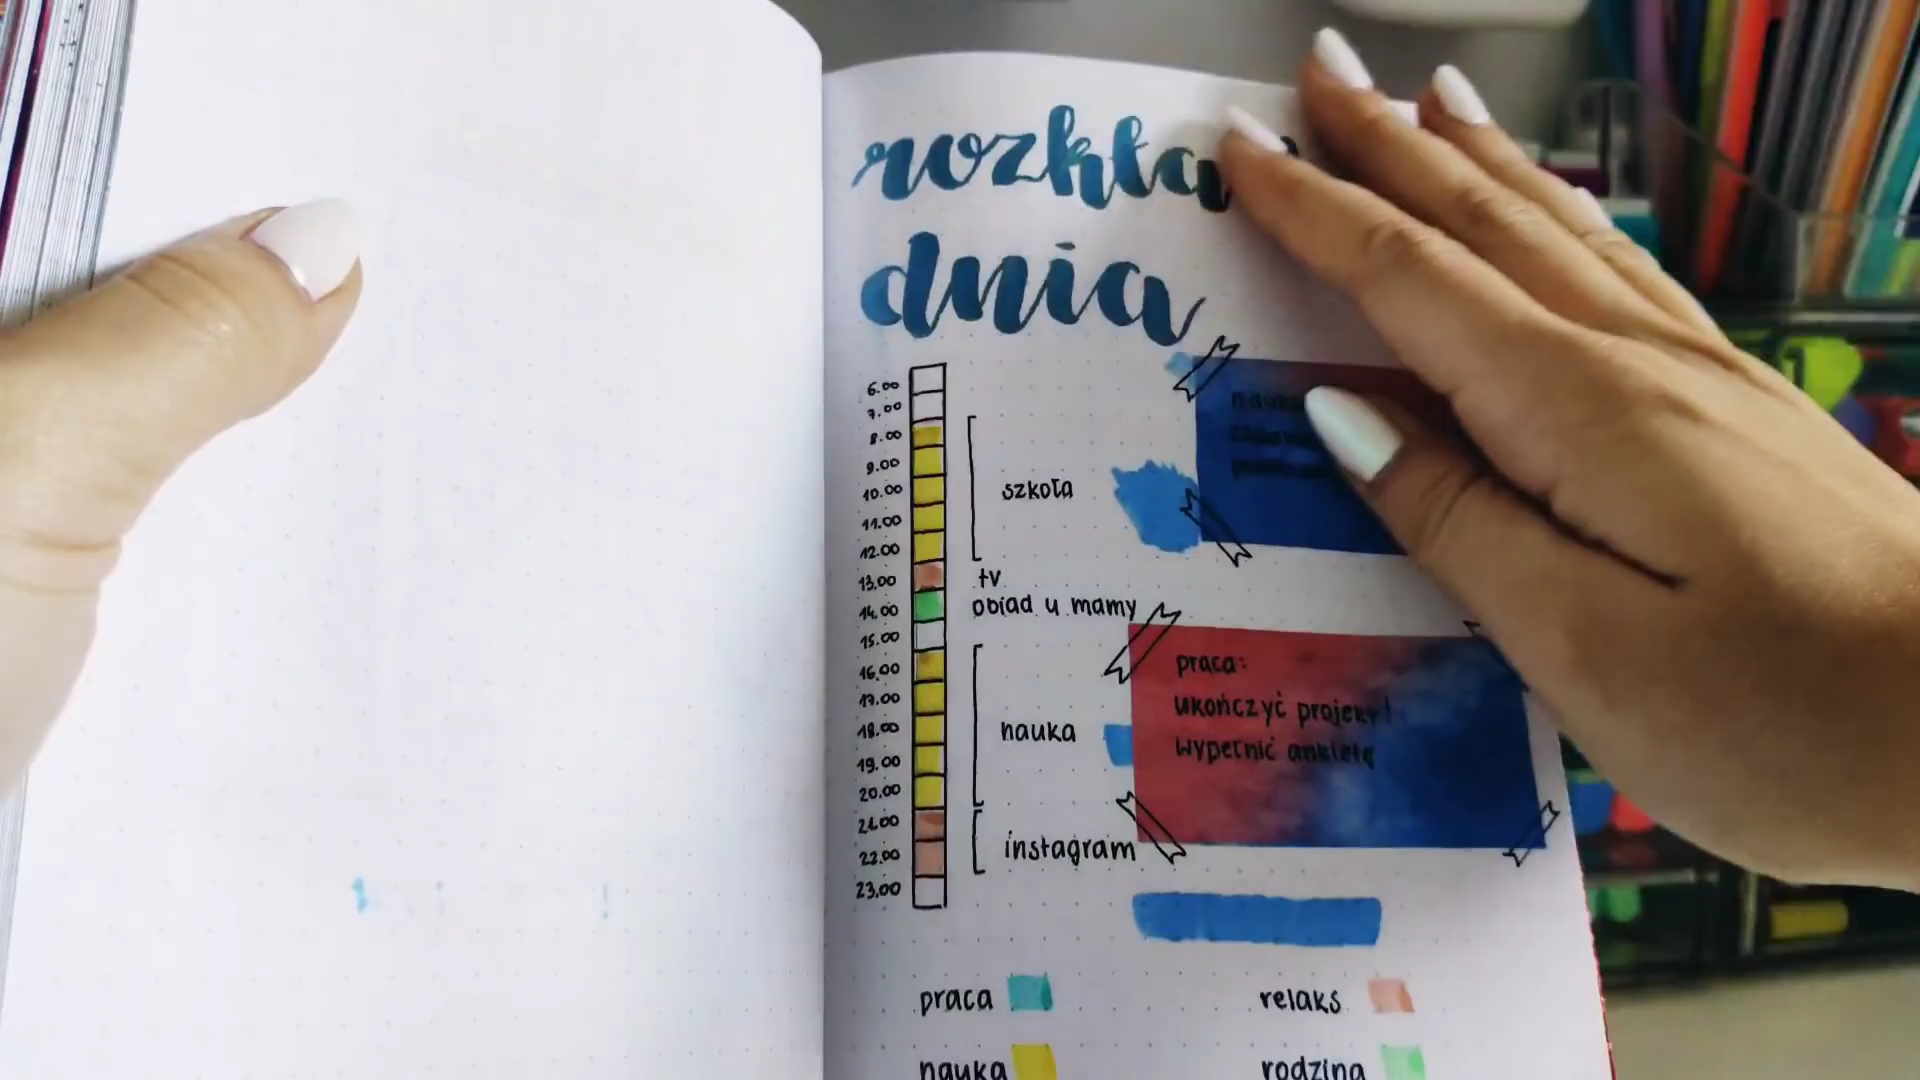 rozkła
dnia
6.00
7.00
8.00
9.00
10.00
11.00
12.00
13.00
14.00
15.00
16.00
17.00
18.00
19.00
20.00
21.00
22.00
23.00
szkoła
tv
obiad u mamy
nauka
instagram
praca:
ukończyć projekt!
wypełnić ankietę
praca
relaks
nauka
rodzina